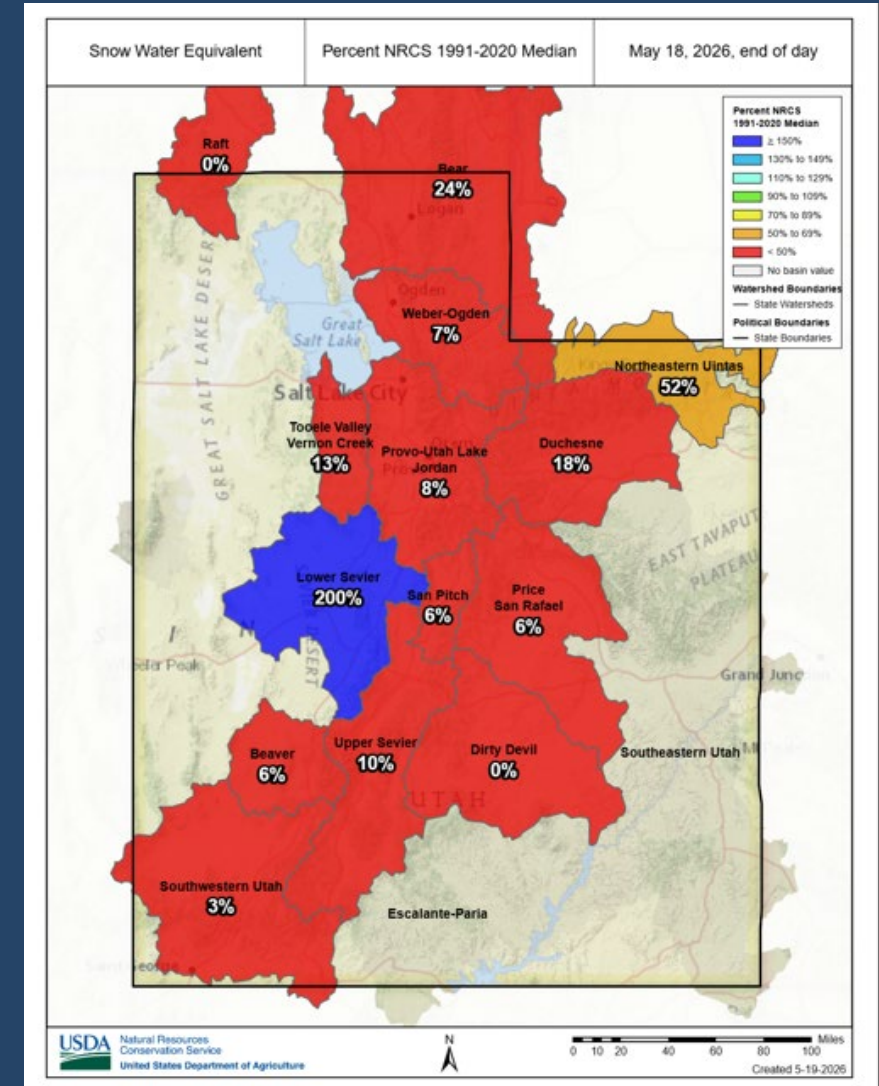 Snow Water Equivalent
Percent NRCS 1991-2020 Median
May 18, 2026, end of day
Percent NRCS
1991-2020 Median
≥ 150%
130% to 149%
110% to 129%
90% to 109%
70% to 89%
50% to 69%
< 50%
No basin value
Watershed Boundaries
State Watersheds
Political Boundaries
State Boundaries
Raft
0%
Bear
24%
Logan
GREAT SALT LAKE DESERT
Ogden
Weber-Ogden
7%
Great
Salt Lake
Northeastern Uintas
52%
Salt Lake City
Tooele Valley
Vernon Creek
13%
Provo-Utah Lake
Jordan
8%
Duchesne
18%
EAST TAVAPUT
PLATEAU
Lower Sevier
200%
DESERT
San Pitch
6%
Price
San Rafael
6%
eeler Peak
Grand Junc
Beaver
6%
Upper Sevier
10%
Dirty Devil
0%
Southeastern Utah
UTAH
Southwestern Utah
3%
Escalante-Paria
George
USDA
Natural Resources
Conservation Service
United States Department of Agriculture
N
Miles
0 10 20 40 60 80 100
Created 5-19-2026